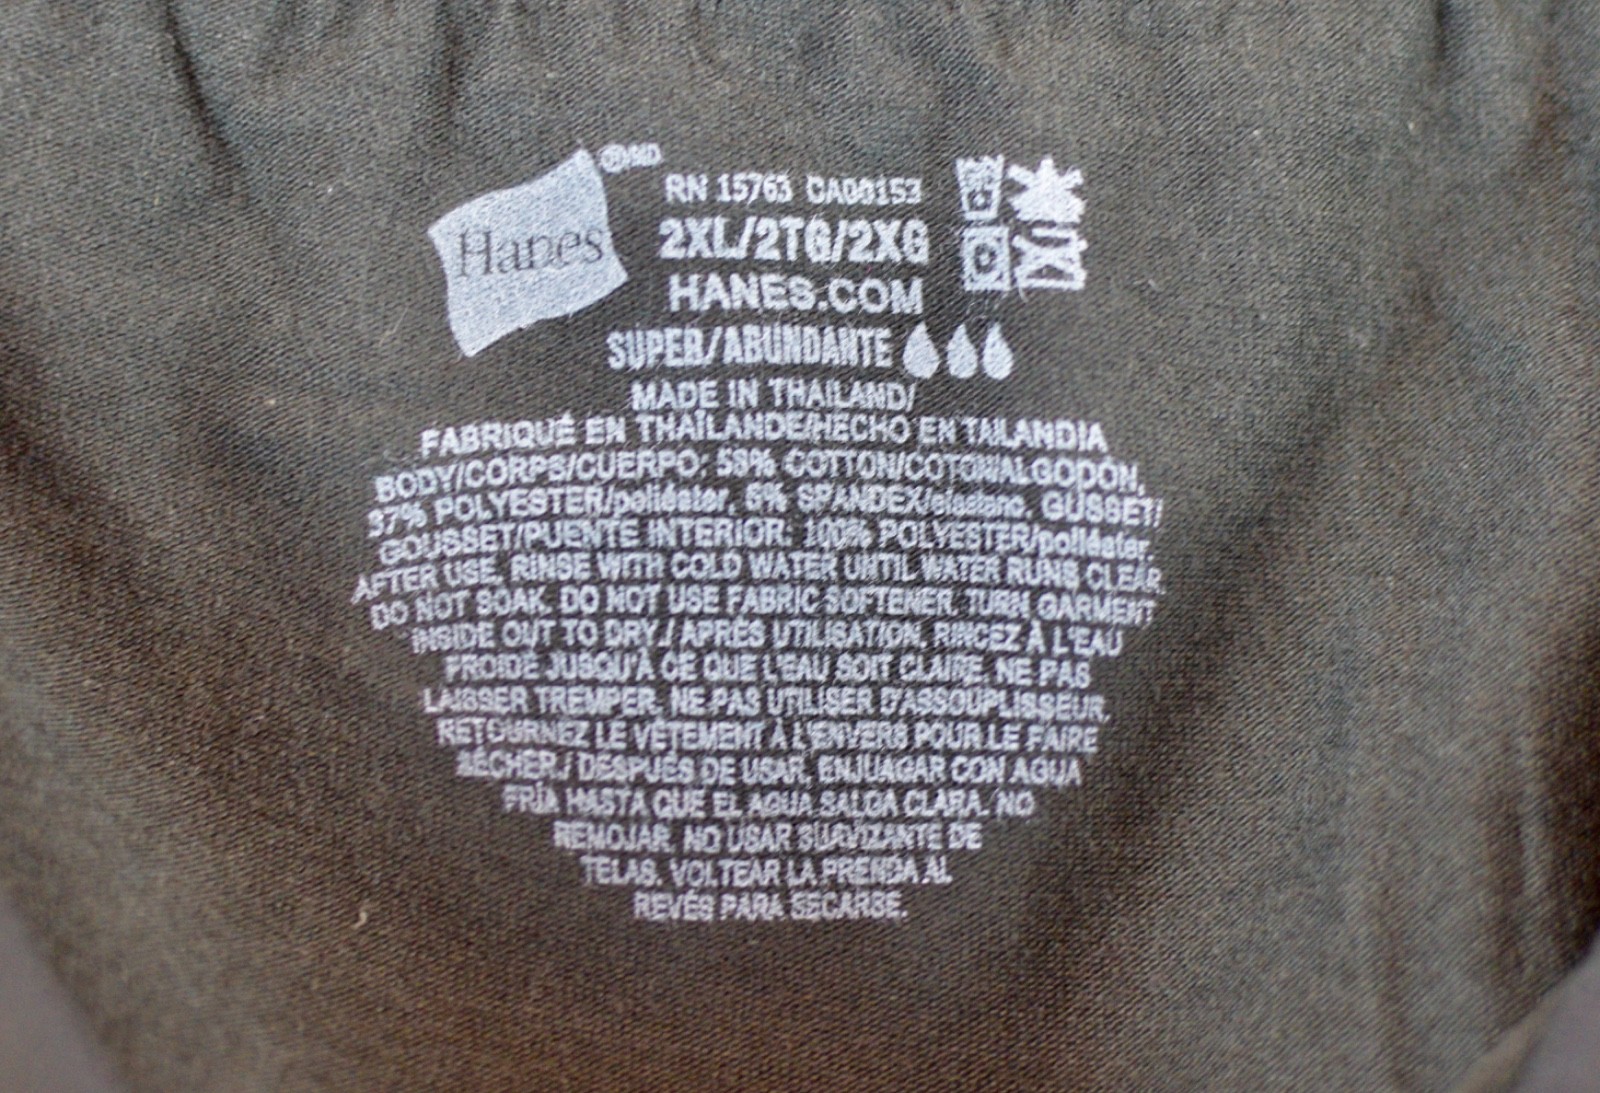 Hanes ®/MD
RN 15763 CA00153
2XL/2TG/2XG
HANES.COM
SUPER/ABUNDANTE
MADE IN THAILAND/
FABRIQUÉ EN THAÏLANDE/HECHO EN TAILANDIA
BODY/CORPS/CUERPO: 58% COTTON/COTON/ALGODÓN,
37% POLYESTER/poliéster, 5% SPANDEX/elastano. GUSSET/
GOUSSET/PUENTE INTERIOR: 100% POLYESTER/poliéster.
AFTER USE, RINSE WITH COLD WATER UNTIL WATER RUNS CLEAR.
DO NOT SOAK. DO NOT USE FABRIC SOFTENER. TURN GARMENT
INSIDE OUT TO DRY./ APRÈS UTILISATION, RINCEZ À L'EAU
FROIDE JUSQU'À CE QUE L'EAU SOIT CLAIRE. NE PAS
LAISSER TREMPER. NE PAS UTILISER D'ASSOUPLISSEUR.
RETOURNEZ LE VÊTEMENT À L'ENVERS POUR LE FAIRE
SÉCHER./ DESPUÉS DE USAR, ENJUAGAR CON AGUA
FRÍA HASTA QUE EL AGUA SALGA CLARA. NO
REMOJAR. NO USAR SUAVIZANTE DE
TELAS. VOLTEAR LA PRENDA AL
REVÉS PARA SECARSE.